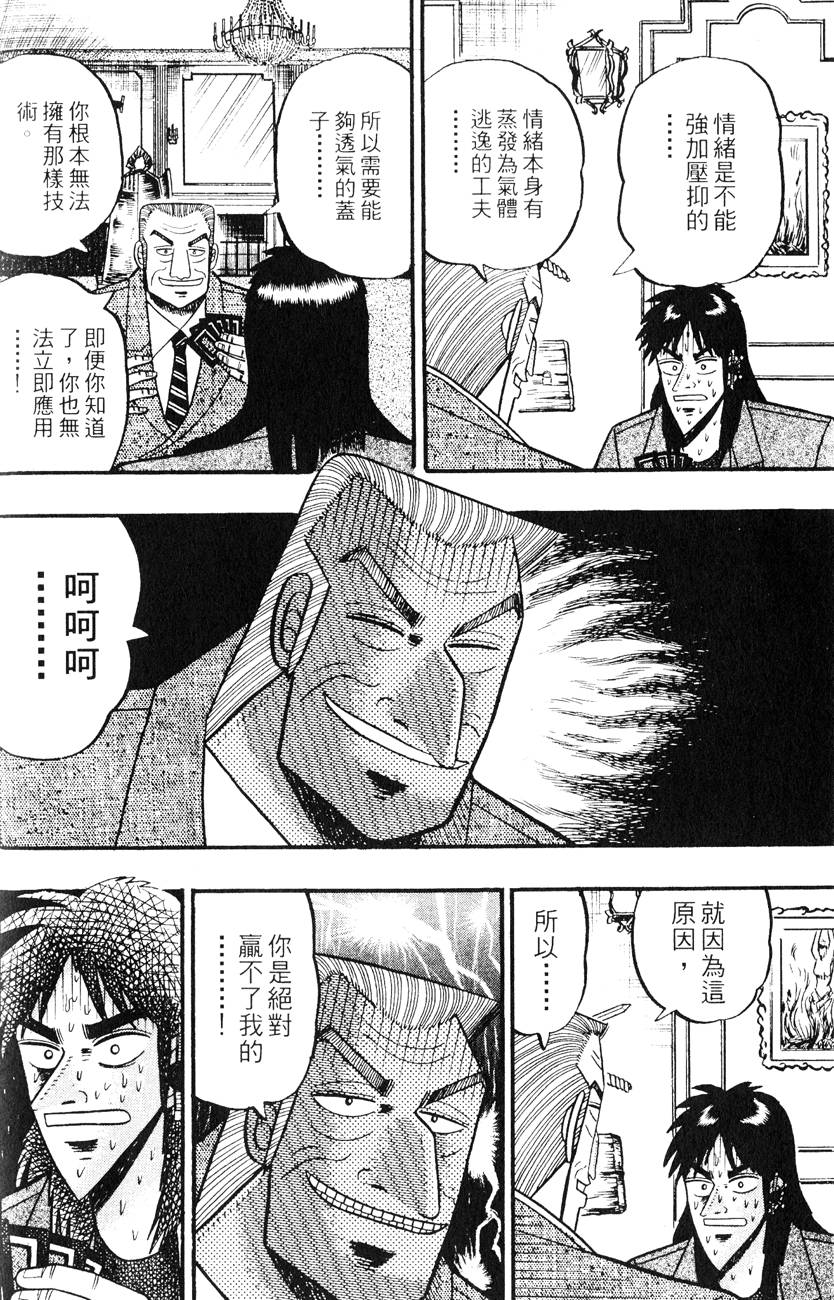 情緒是不能
強加壓抑的
……
情緒本身有
蒸發為氣體
逃逸的工夫
……
所以需要能
夠透氣的蓋
子……
你根本無法
擁有那樣技
術。
即便你知道
了，你也無
法立即應用
……！
呵呵呵
………
就因為這
原因，
所以……
你是絕對
贏不了我的
………！